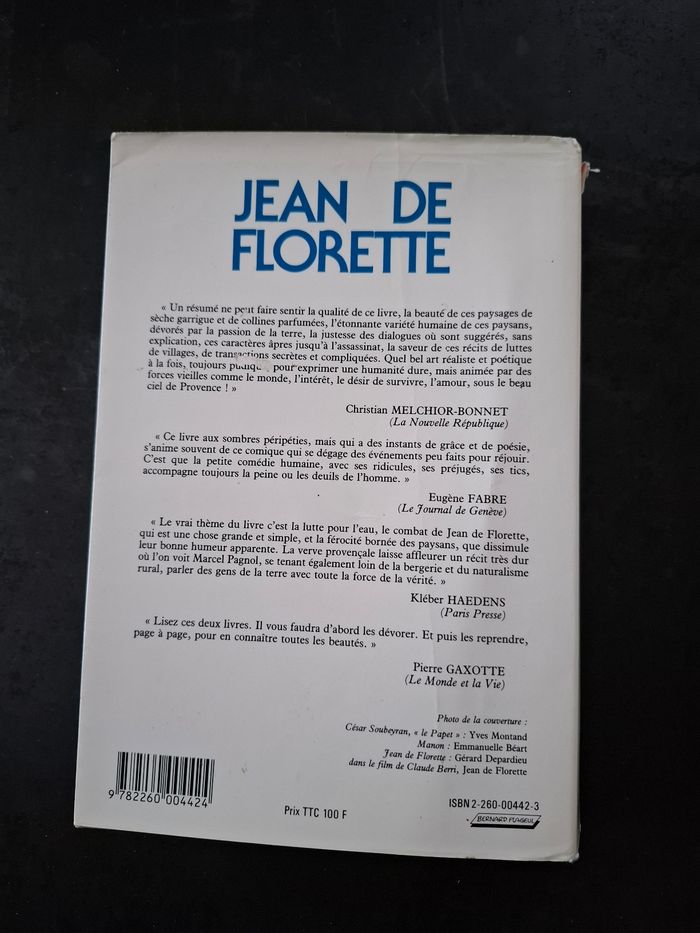 JEAN DE
FLORETTE
« Un résumé ne peut faire sentir la qualité de ce livre, la beauté de ces paysages de
sèche garrigue et de collines parfumées, l'étonnante variété humaine de ces paysans,
dévorés par la passion de la terre, la justesse des dialogues où sont suggérés, sans
explication, ces caractères âpres jusqu'à l'assassinat, la saveur de ces récits de luttes
de villages, de transactions secrètes et compliquées. Quel bel art réaliste et poétique
à la fois, toujours pour exprimer une humanité dure, mais animée par des
forces vieilles comme le monde, l'intérêt, le désir de survivre, l'amour, sous le beau
ciel de Provence ! »
Christian MELCHIOR-BONNET
(La Nouvelle République)
« Ce livre aux sombres péripéties, mais qui a des instants de grâce et de poésie,
s'anime souvent de ce comique qui se dégage des événements peu faits pour réjouir.
C'est que la petite comédie humaine, avec ses ridicules, ses préjugés, ses tics,
accompagne toujours la peine ou les deuils de l'homme. »
Eugène FABRE
(Le Journal de Genève)
« Le vrai thème du livre c'est la lutte pour l'eau, le combat de Jean de Florette,
qui est une chose grande et simple, et la férocité bornée des paysans, que dissimule
leur bonne humeur apparente. La verve provençale laisse affleurer un récit très dur
où l'on voit Marcel Pagnol, se tenant également loin de la bergerie et du naturalisme
rural, parler des gens de la terre avec toute la force de la vérité. »
Kléber HAEDENS
(Paris Presse)
« Lisez ces deux livres. Il vous faudra d'abord les dévorer. Et puis les reprendre,
page à page, pour en connaître toutes les beautés. »
Pierre GAXOTTE
(Le Monde et la Vie)
Photo de la couverture :
César Soubeyran, « le Papet » : Yves Montand
Manon : Emmanuelle Béart
Jean de Florette : Gérard Depardieu
dans le film de Claude Berri, Jean de Florette
9 782260 004424
Prix TTC 100 F
ISBN 2-260-00442-3
BERNARD FLAGEUL